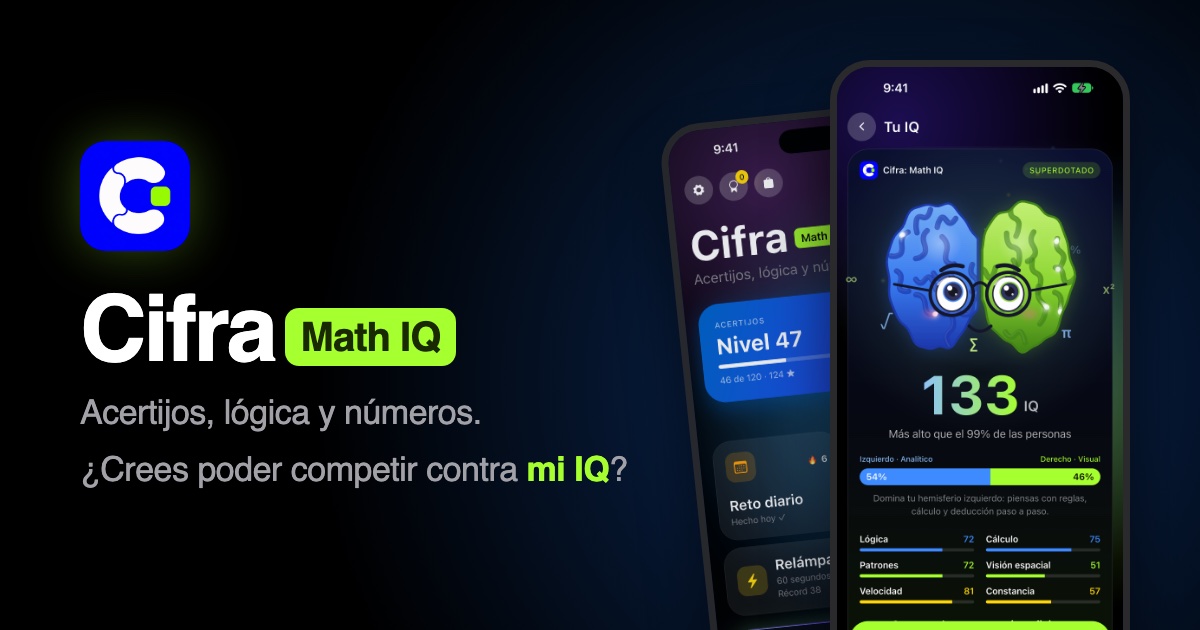 Cifra Math IQ
Acertijos, lógica y números.
¿Crees poder competir contra mi IQ?
9:41
0
Cifra Math
Acertijos, lógica y nú
ACERTIJOS
Nivel 47
46 de 120 · 124 ★
🔥 6
Reto diario
Hecho hoy ✓
Relámpa
60 segundos
Récord 38
9:41
Tu IQ
Cifra: Math IQ
SUPERDOTADO
∞
%
x²
√
π
Σ
133 IQ
Más alto que el 99% de las personas
Izquierdo · Analítico Derecho · Visual
54% 46%
Domina tu hemisferio izquierdo: piensas con reglas,
cálculo y deducción paso a paso.
Lógica 72 Cálculo 75
Patrones 72 Visión espacial 51
Velocidad 81 Constancia 57